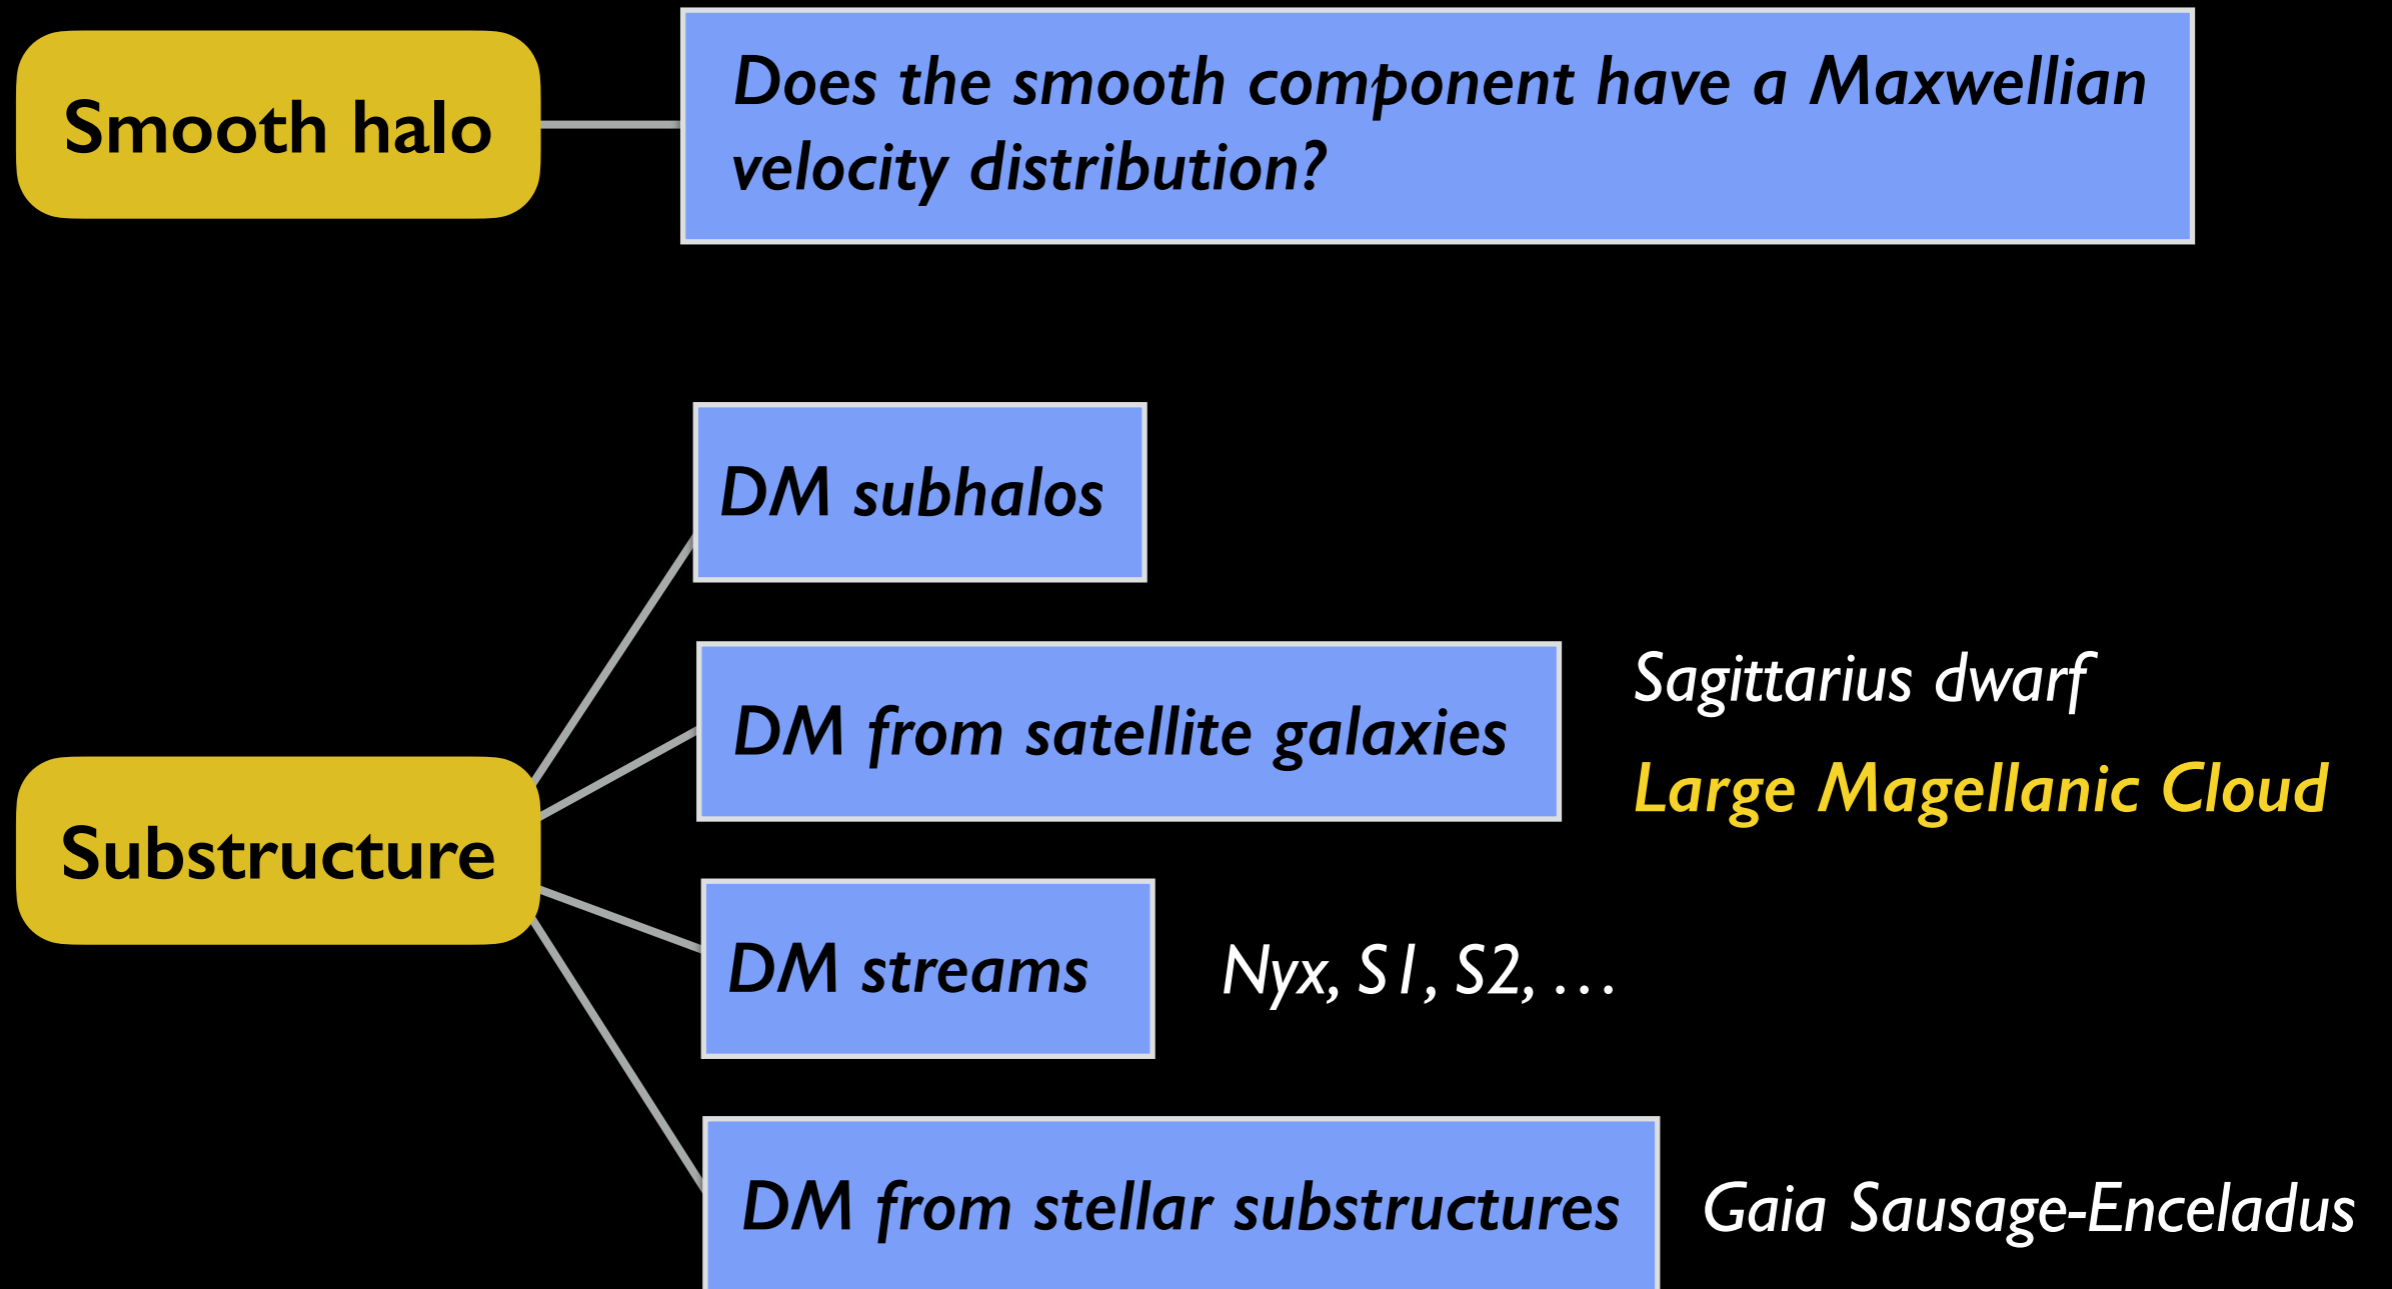 Smooth halo
Does the smooth component have a Maxwellian
velocity distribution?
DM subhalos
DM from satellite galaxies
Sagittarius dwarf
Large Magellanic Cloud
Substructure
DM streams
Nyx, S1, S2, …
DM from stellar substructures
Gaia Sausage-Enceladus